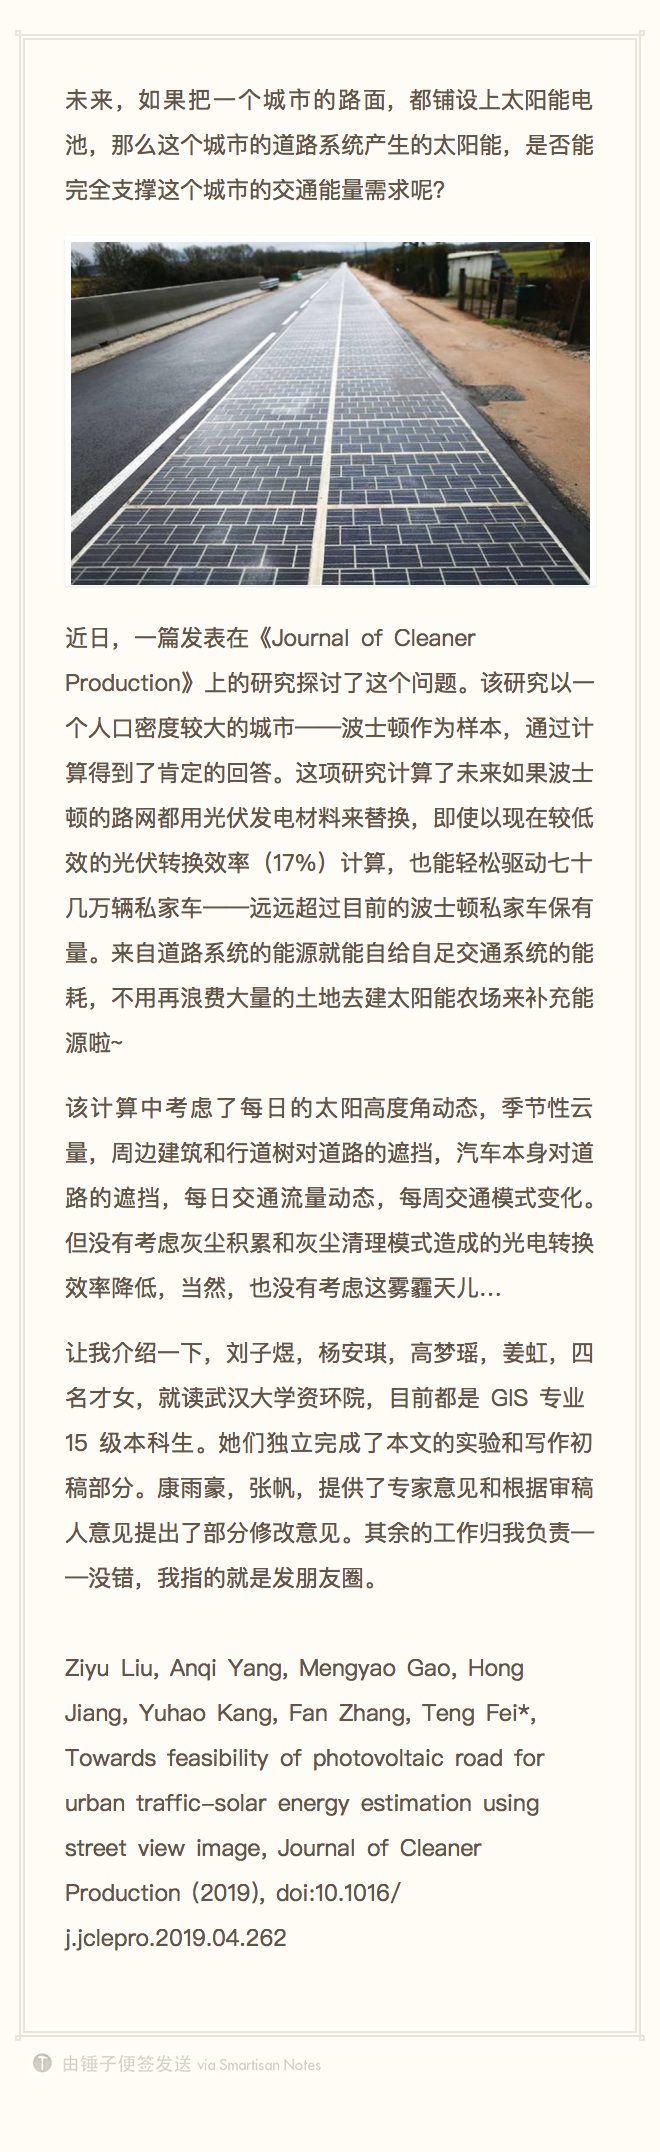 未来，如果把一个城市的路面，都铺设上太阳能电
池，那么这个城市的道路系统产生的太阳能，是否能
完全支撑这个城市的交通能量需求呢？
近日，一篇发表在《Journal of Cleaner
Production》上的研究探讨了这个问题。该研究以一
个人口密度较大的城市——波士顿作为样本，通过计
算得到了肯定的回答。这项研究计算了未来如果波士
顿的路网都用光伏发电材料来替换，即使以现在较低
效的光伏转换效率（17%）计算，也能轻松驱动七十
几万辆私家车——远远超过目前的波士顿私家车保有
量。来自道路系统的能源就能自给自足交通系统的能
耗，不用再浪费大量的土地去建太阳能农场来补充能
源啦~
该计算中考虑了每日的太阳高度角动态，季节性云
量，周边建筑和行道树对道路的遮挡，汽车本身对道
路的遮挡，每日交通流量动态，每周交通模式变化。
但没有考虑灰尘积累和灰尘清理模式造成的光电转换
效率降低，当然，也没有考虑这雾霾天儿...
让我介绍一下，刘子煜，杨安琪，高梦瑶，姜虹，四
名才女，就读武汉大学资环院，目前都是 GIS 专业
15 级本科生。她们独立完成了本文的实验和写作初
稿部分。康雨豪，张帆，提供了专家意见和根据审稿
人意见提出了部分修改意见。其余的工作归我负责—
—没错，我指的就是发朋友圈。
Ziyu Liu, Anqi Yang, Mengyao Gao, Hong
Jiang, Yuhao Kang, Fan Zhang, Teng Fei*,
Towards feasibility of photovoltaic road for
urban traffic-solar energy estimation using
street view image, Journal of Cleaner
Production (2019), doi:10.1016/
j.jclepro.2019.04.262
由锤子便签发送 via Smartisan Notes